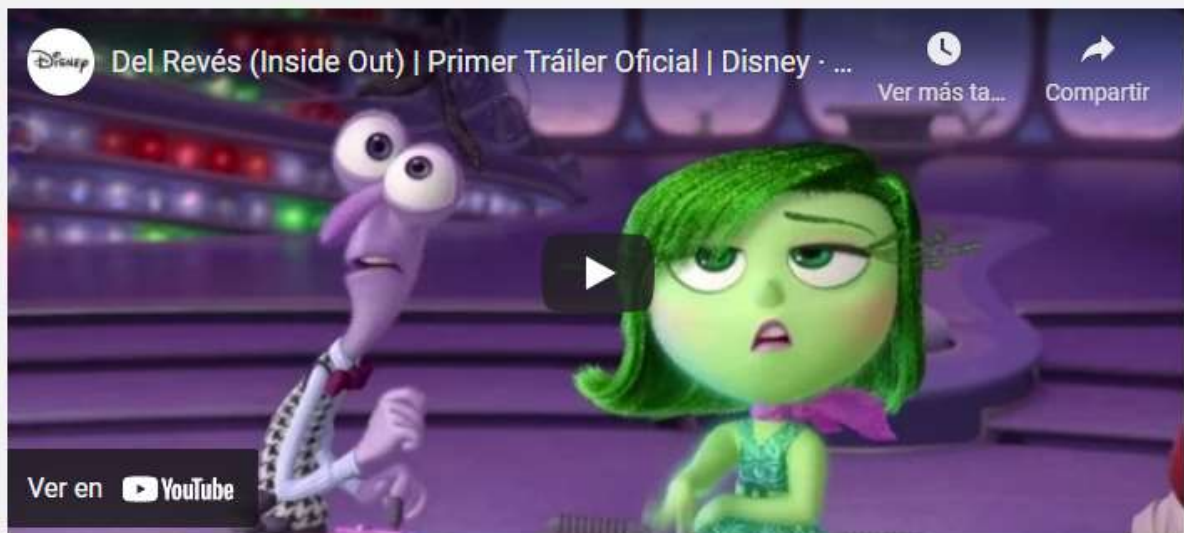 Disney
Del Revés (Inside Out) | Primer Tráiler Oficial | Disney · ...
Ver más ta...
Compartir
Ver en YouTube